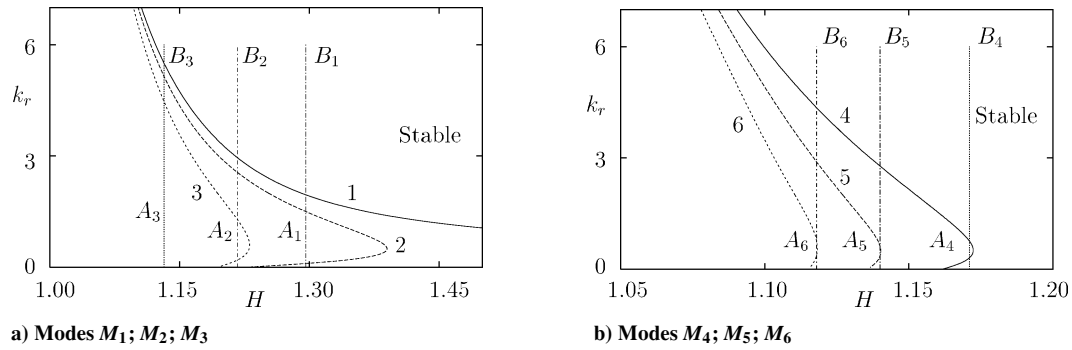 6
k_r
3
0
B_3
B_2
B_1
Stable
3
1
2
A_3
A_2
A_1
1.00
1.15
1.30
1.45
H
a) Modes M_1; M_2; M_3
6
k_r
3
0
B_6
B_5
B_4
Stable
6
5
4
A_6
A_5
A_4
1.05
1.10
1.15
1.20
H
b) Modes M_4; M_5; M_6